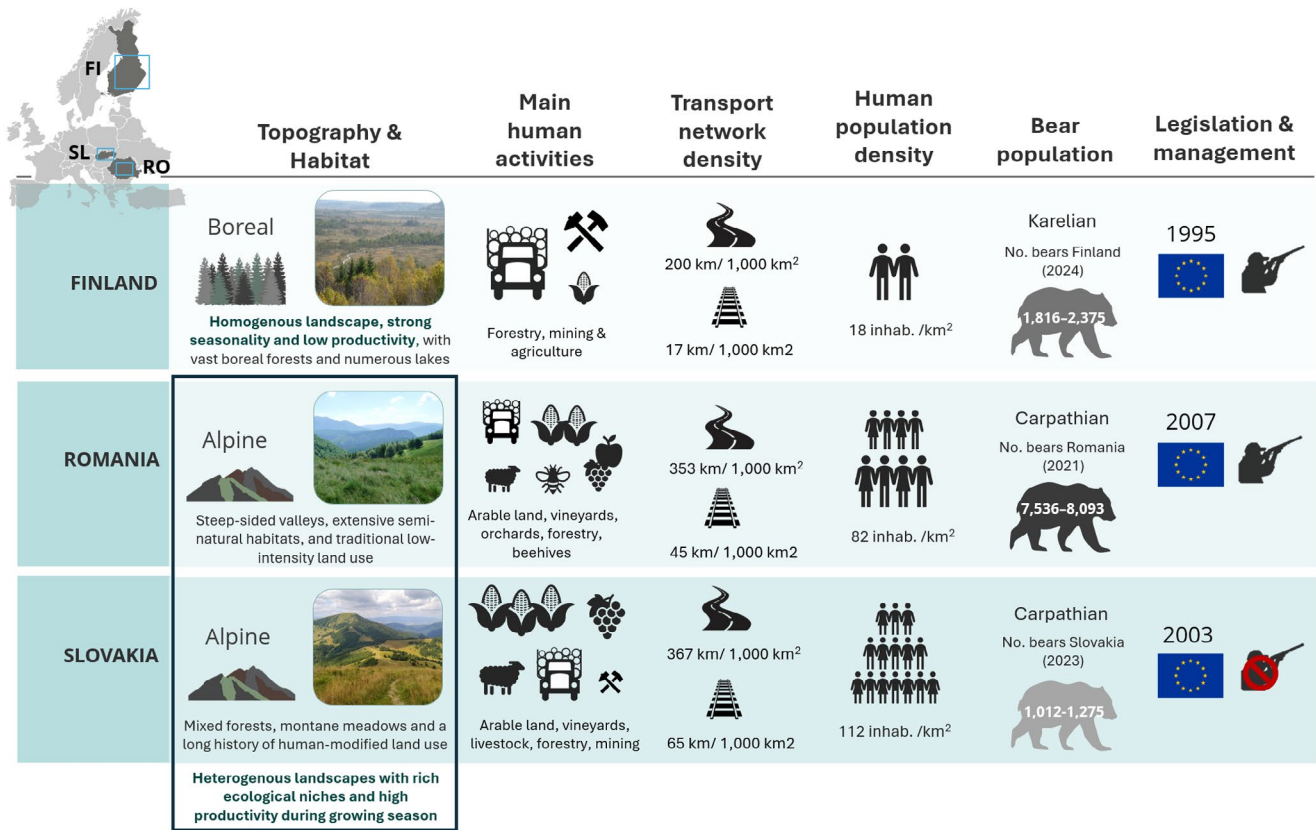 FI
SL
RO
Topography &
Habitat
Main
human
activities
Transport
network
density
Human
population
density
Bear
population
Legislation &
management
FINLAND
Boreal
Homogenous landscape, strong
seasonality and low productivity, with
vast boreal forests and numerous lakes
Forestry, mining &
agriculture
200 km/ 1,000 km²
17 km/ 1,000 km2
18 inhab. /km²
Karelian
No. bears Finland
(2024)
1,816–2,375
1995
ROMANIA
Alpine
Steep-sided valleys, extensive semi-
natural habitats, and traditional low-
intensity land use
Arable land, vineyards,
orchards, forestry,
beehives
353 km/ 1,000 km²
45 km/ 1,000 km2
82 inhab. /km²
Carpathian
No. bears Romania
(2021)
7,536–8,093
2007
SLOVAKIA
Alpine
Mixed forests, montane meadows and a
long history of human-modified land use
Arable land, vineyards,
livestock, forestry, mining
367 km/ 1,000 km²
65 km/ 1,000 km2
112 inhab. /km²
Carpathian
No. bears Slovakia
(2023)
1,012-1,275
2003
Heterogenous landscapes with rich
ecological niches and high
productivity during growing season